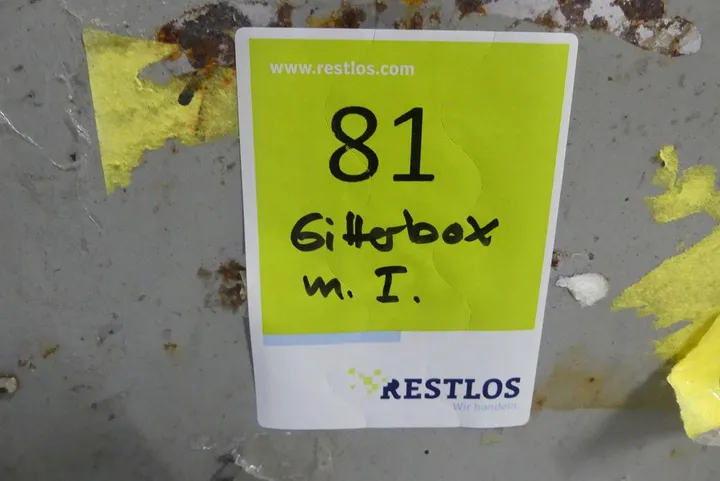 www.restlos.com
81
Gitterbox
m. I.
RESTLOS
Wir handeln.